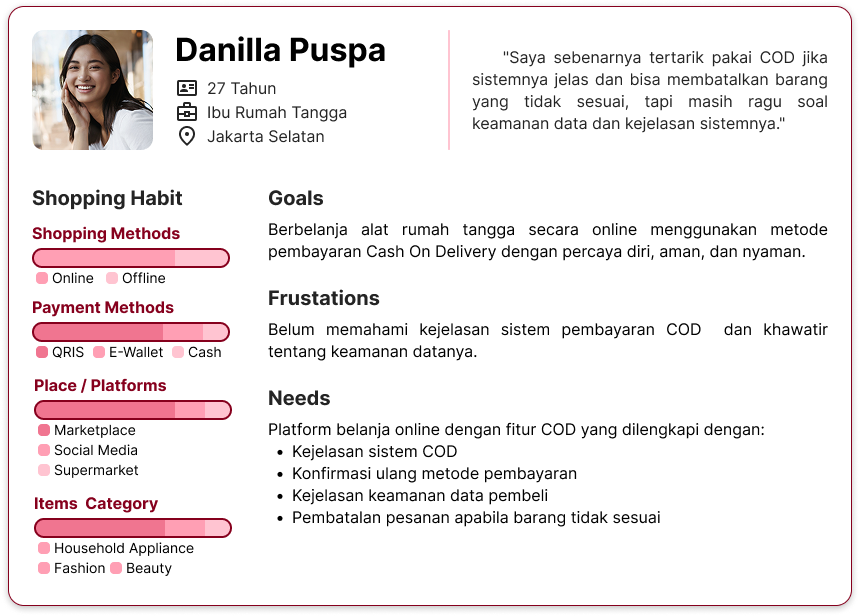 Danilla Puspa
27 Tahun
Ibu Rumah Tangga
Jakarta Selatan
"Saya sebenarnya tertarik pakai COD jika
sistemnya jelas dan bisa membatalkan barang
yang tidak sesuai, tapi masih ragu soal
keamanan data dan kejelasan sistemnya."
Shopping Habit
Shopping Methods
Online Offline
Payment Methods
QRIS E-Wallet Cash
Place / Platforms
Marketplace
Social Media
Supermarket
Items Category
Household Appliance
Fashion Beauty
Goals
Berbelanja alat rumah tangga secara online menggunakan metode
pembayaran Cash On Delivery dengan percaya diri, aman, dan nyaman.
Frustations
Belum memahami kejelasan sistem pembayaran COD dan khawatir
tentang keamanan datanya.
Needs
Platform belanja online dengan fitur COD yang dilengkapi dengan:
• Kejelasan sistem COD
• Konfirmasi ulang metode pembayaran
• Kejelasan keamanan data pembeli
• Pembatalan pesanan apabila barang tidak sesuai